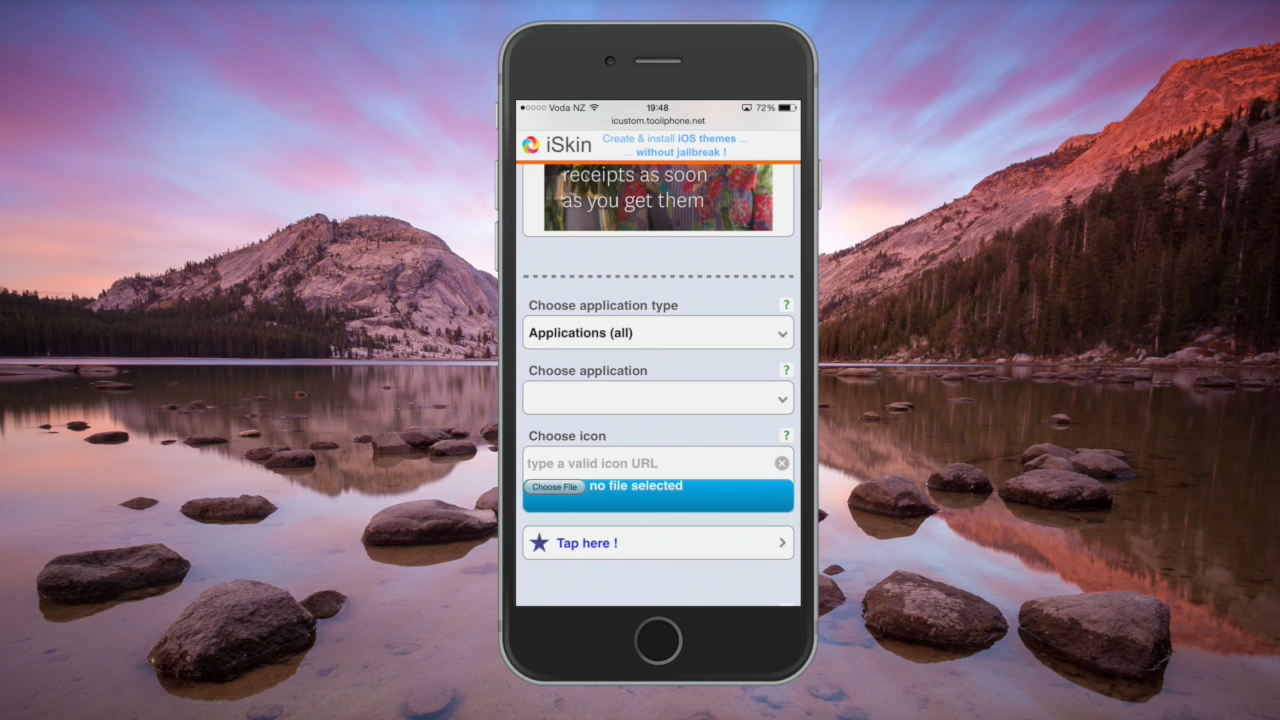 Voda NZ 19:48 72%
icustom.tooliphone.net
iSkin Create & install iOS themes ...
... without jailbreak !
receipts as soon
as you get them
Choose application type ?
Applications (all)
Choose application ?
Choose icon ?
type a valid icon URL
Choose File no file selected
Tap here !